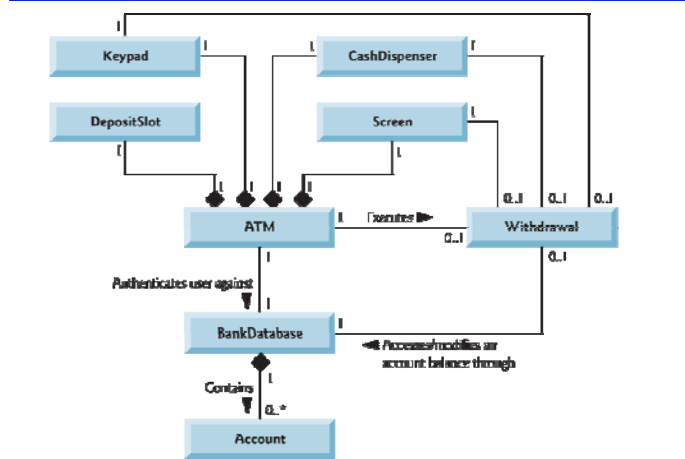 1
1
Keypad
1
1
CashDispenser
1
DepositSlot
Screen
1
1
1
1
1
1
1
0..1
0..1
0..1
ATM
1
Executes
0..1
Withdrawal
1
0..1
Authenticates user against
1
BankDatabase
1
Accesses/modifies an
account balance through
1
Contains
0..*
Account